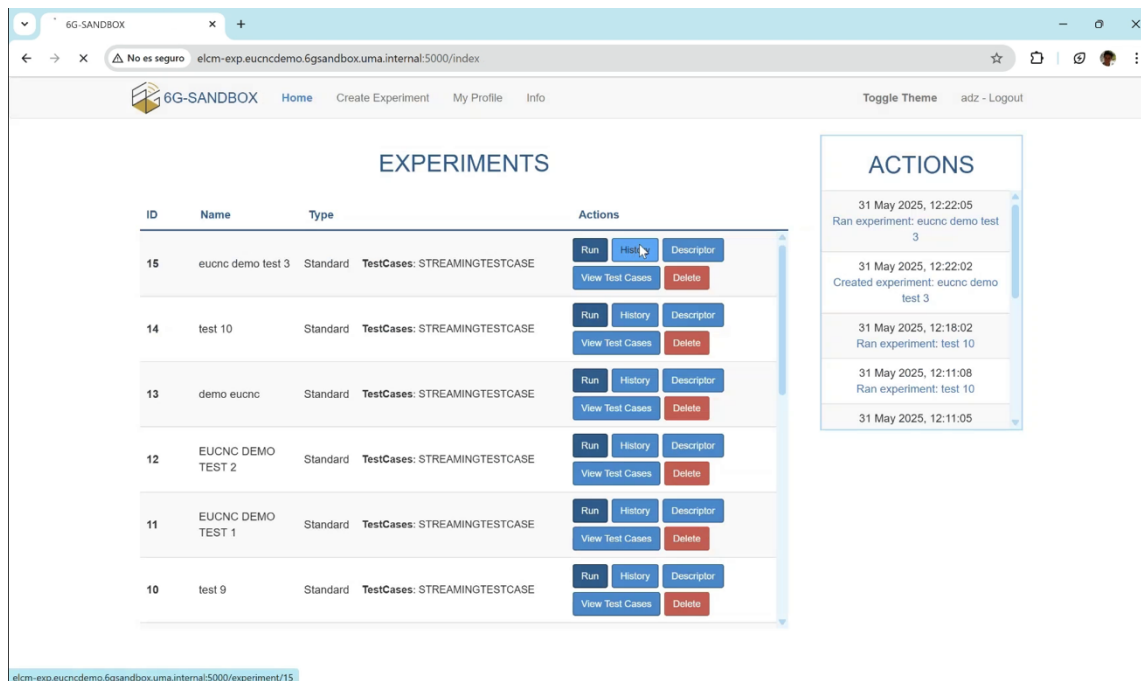 6G-SANDBOX
No es seguro elcm-exp.eucncdemo.6gsandbox.uma.internal:5000/index
6G-SANDBOX Home Create Experiment My Profile Info Toggle Theme adz - Logout
EXPERIMENTS
ID Name Type Actions
15 eucnc demo test 3 Standard TestCases: STREAMINGTESTCASE
Run History Descriptor
View Test Cases Delete
14 test 10 Standard TestCases: STREAMINGTESTCASE
Run History Descriptor
View Test Cases Delete
13 demo eucnc Standard TestCases: STREAMINGTESTCASE
Run History Descriptor
View Test Cases Delete
12 EUCNC DEMO
TEST 2 Standard TestCases: STREAMINGTESTCASE
Run History Descriptor
View Test Cases Delete
11 EUCNC DEMO
TEST 1 Standard TestCases: STREAMINGTESTCASE
Run History Descriptor
View Test Cases Delete
10 test 9 Standard TestCases: STREAMINGTESTCASE
Run History Descriptor
View Test Cases Delete
ACTIONS
31 May 2025, 12:22:05
Ran experiment: eucnc demo test
3
31 May 2025, 12:22:02
Created experiment: eucnc demo
test 3
31 May 2025, 12:18:02
Ran experiment: test 10
31 May 2025, 12:11:08
Ran experiment: test 10
31 May 2025, 12:11:05
elcm-exp.eucncdemo.6gsandbox.uma.internal:5000/experiment/15